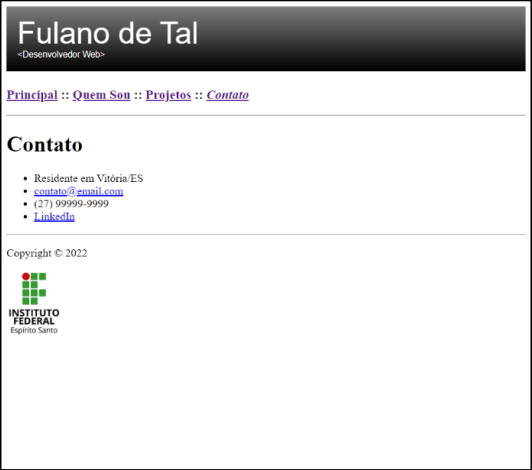 Fulano de Tal
<Desenvolvedor Web>
Principal :: Quem Sou :: Projetos :: Contato
Contato
Residente em Vitória/ES
contato@email.com
(27) 99999-9999
LinkedIn
Copyright © 2022
INSTITUTO
FEDERAL
Espírito Santo